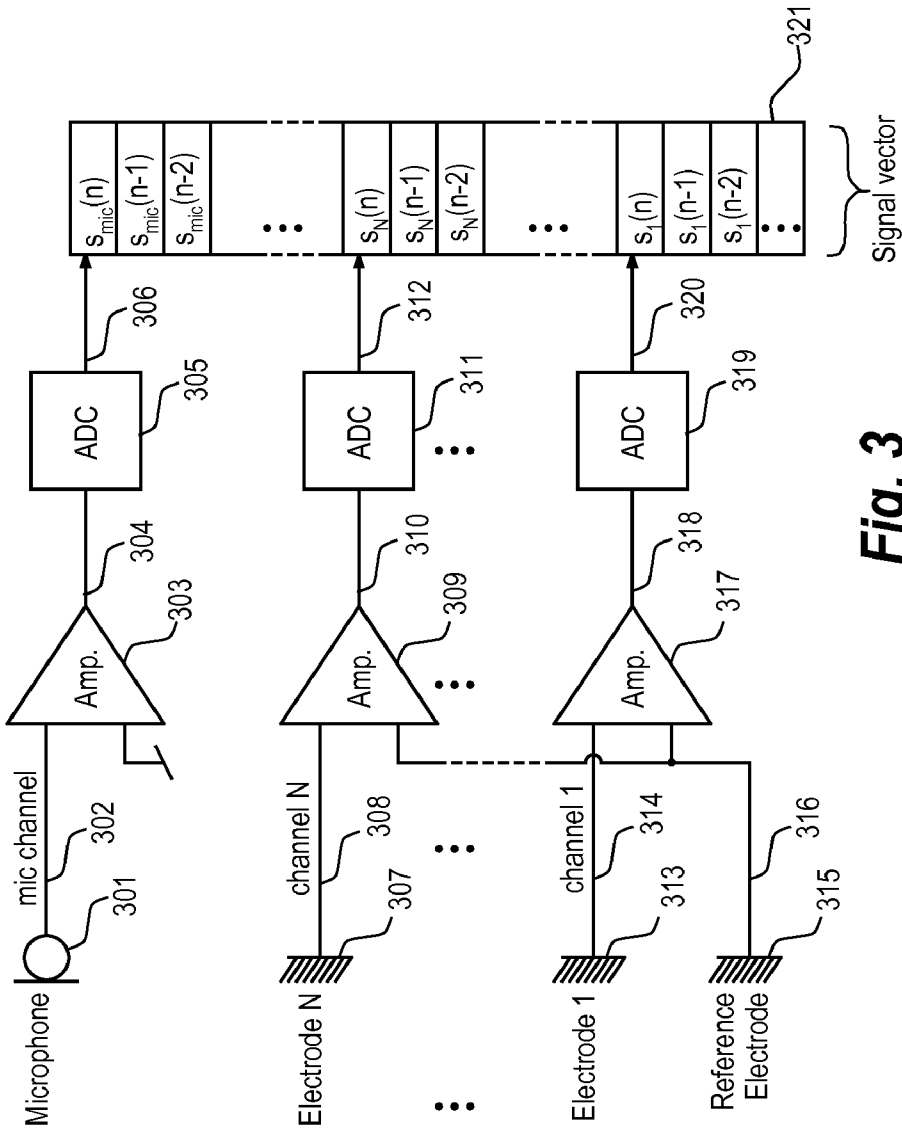 Microphone
301
mic channel
302
Amp.
303
304
ADC
305
306
s_mic(n)
s_mic(n-1)
s_mic(n-2)
•••
Electrode N
307
channel N
308
Amp.
309
310
ADC
311
312
s_N(n)
s_N(n-1)
s_N(n-2)
•••
•••
•••
•••
•••
Electrode 1
313
channel 1
314
Amp.
317
318
ADC
319
320
s_1(n)
s_1(n-1)
s_1(n-2)
•••
321
Reference
Electrode
315
316
Signal vector
Fig. 3